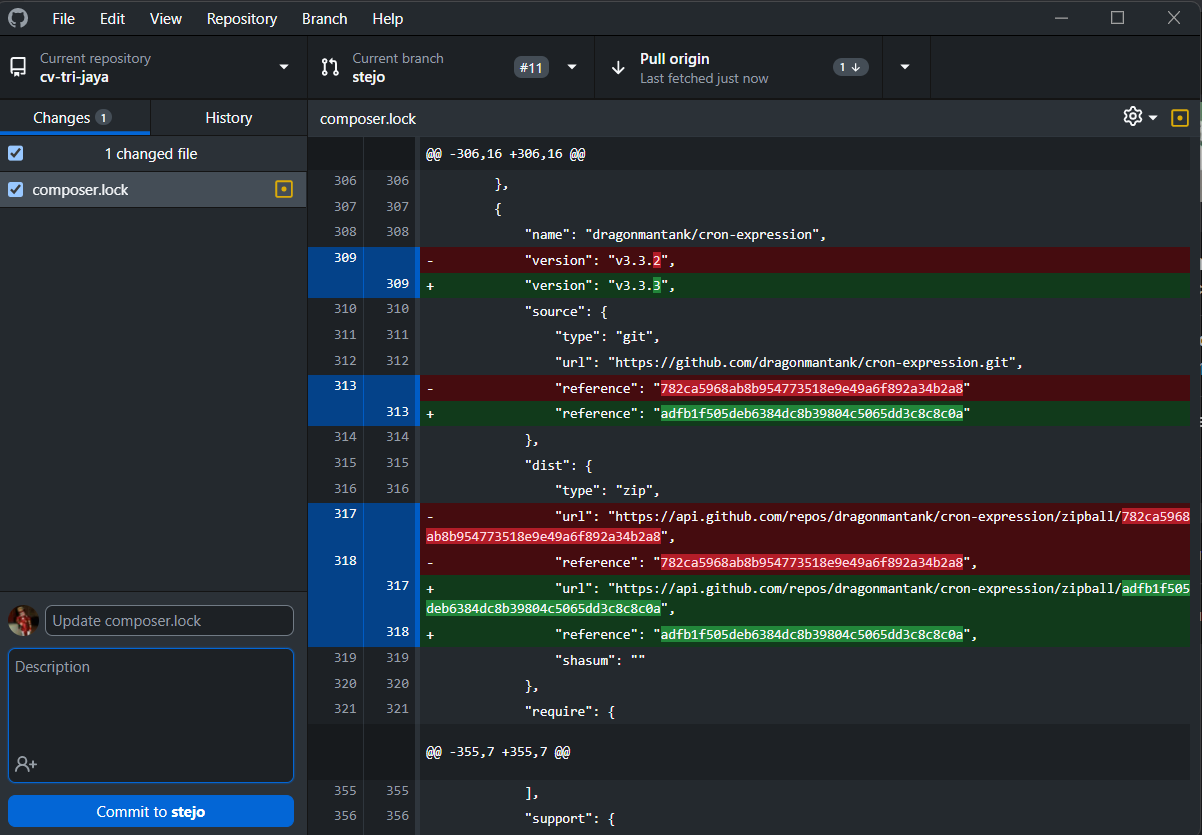 File Edit View Repository Branch Help
Current repository
cv-tri-jaya
Current branch
stejo
#11
Pull origin
Last fetched just now
1
Changes 1
History
composer.lock
1 changed file
composer.lock
@@ -306,16 +306,16 @@
306 306 },
307 307 {
308 308 "name": "dragonmantank/cron-expression",
309 - "version": "v3.3.2",
309 + "version": "v3.3.3",
310 310 "source": {
311 311 "type": "git",
312 312 "url": "https://github.com/dragonmantank/cron-expression.git",
313 - "reference": "782ca5968ab8b954773518e9e49a6f892a34b2a8"
313 + "reference": "adfb1f505deb6384dc8b39804c5065dd3c8c8c0a"
314 314 },
315 315 "dist": {
316 316 "type": "zip",
317 - "url": "https://api.github.com/repos/dragonmantank/cron-expression/zipball/782ca5968
ab8b954773518e9e49a6f892a34b2a8",
318 - "reference": "782ca5968ab8b954773518e9e49a6f892a34b2a8",
317 + "url": "https://api.github.com/repos/dragonmantank/cron-expression/zipball/adfb1f505
deb6384dc8b39804c5065dd3c8c8c0a",
318 + "reference": "adfb1f505deb6384dc8b39804c5065dd3c8c8c0a",
319 319 "shasum": ""
320 320 },
321 321 "require": {
@@ -355,7 +355,7 @@
355 355 ],
356 356 "support": {
Update composer.lock
Description
Commit to stejo